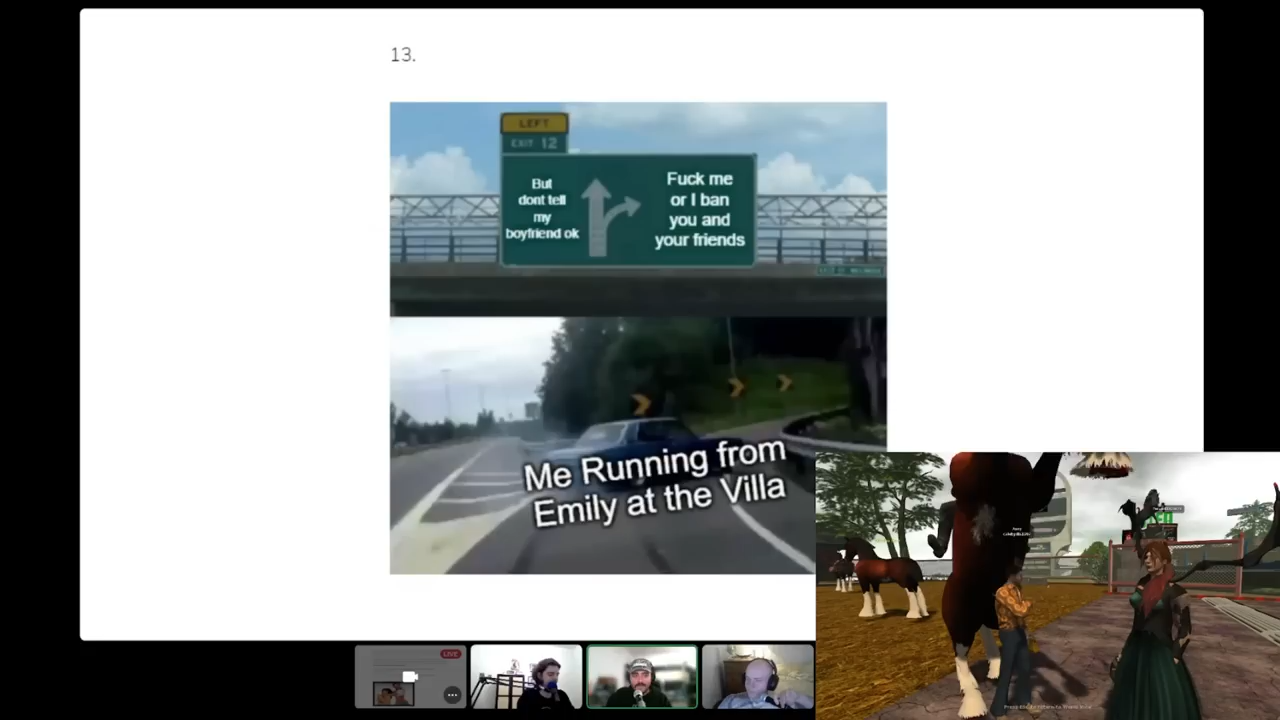 13.
LEFT
EXIT 12
But
dont tell
my
boyfriend ok
Fuck me
or I ban
you and
your friends
Me Running from
Emily at the Villa
LIVE